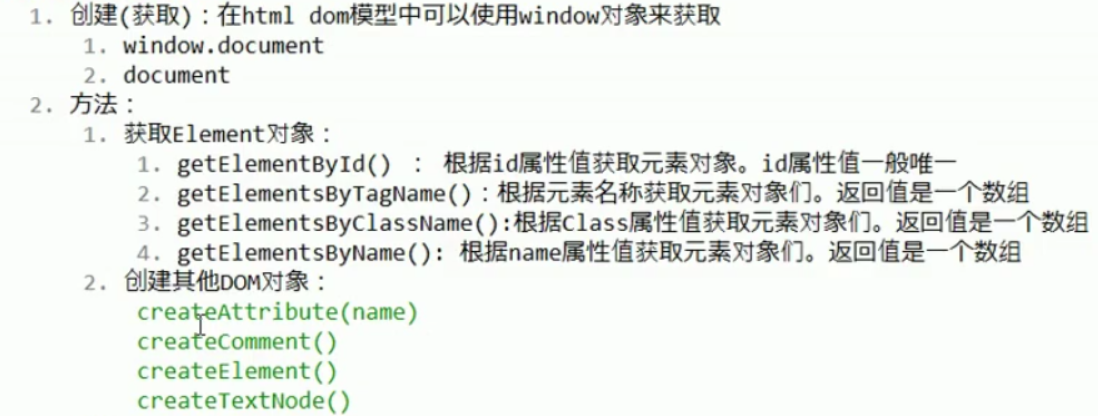 1. 创建(获取)：在html dom模型中可以使用window对象来获取
1. window.document
2. document
2. 方法：
1. 获取Element对象：
1. getElementById() ： 根据id属性值获取元素对象。id属性值一般唯一
2. getElementsByTagName()：根据元素名称获取元素对象们。返回值是一个数组
3. getElementsByClassName():根据Class属性值获取元素对象们。返回值是一个数组
4. getElementsByName(): 根据name属性值获取元素对象们。返回值是一个数组
2. 创建其他DOM对象：
createAttribute(name)
createComment()
createElement()
createTextNode()